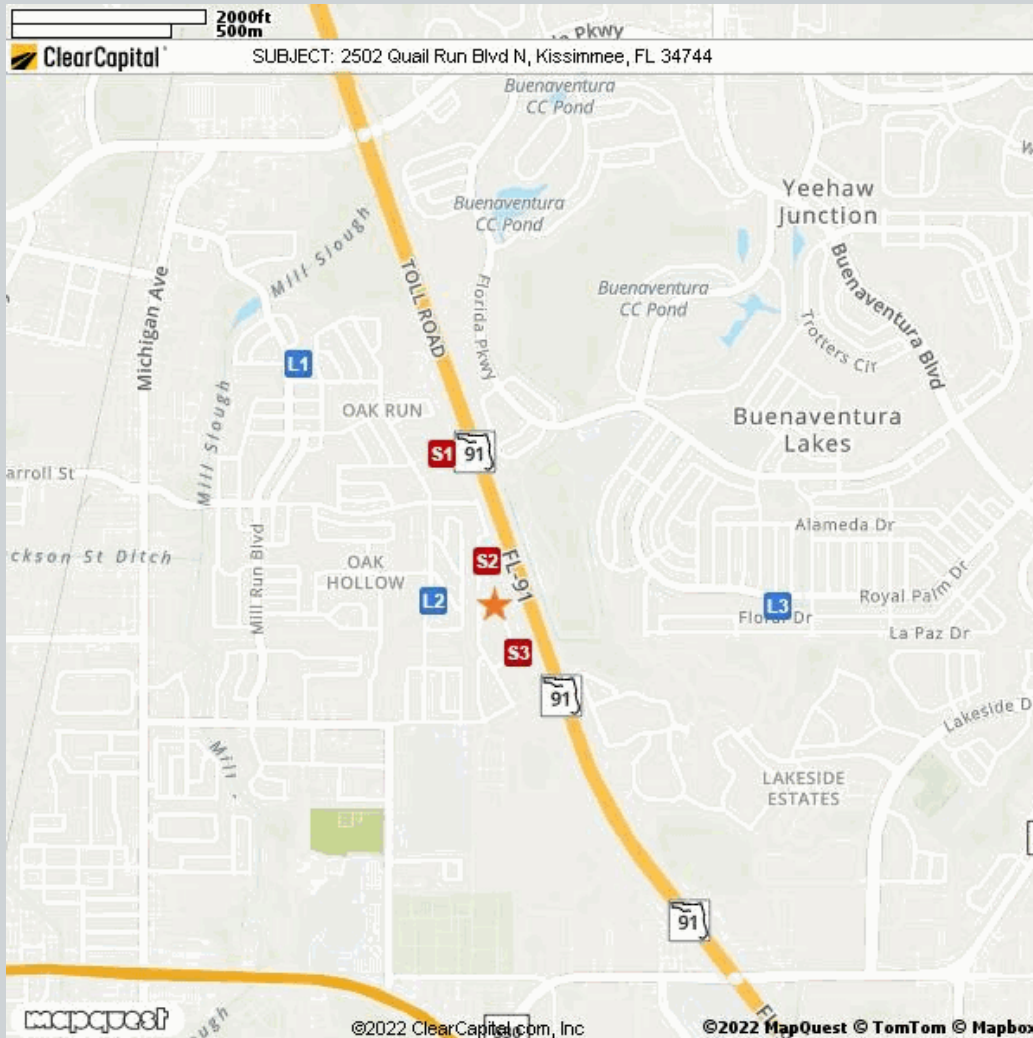 2000ft
500m
Pkwy
ClearCapital
SUBJECT: 2502 Quail Run Blvd N, Kissimmee, FL 34744
Buenaventura
CC Pond
Yeehaw
Junction
Buenaventura
CC Pond
Mill Slough
TOLL ROAD
Florida Pkwy
Buenaventura
CC Pond
Buenaventura Blvd
Michigan Ave
Trotters Cir
L1
Mill Slough
OAK RUN
Buenaventura
Lakes
S1
91
arroll St
Alameda Dr
ckson St Ditch
Mill Run Blvd
OAK
HOLLOW
S2
FL-91
L2
L3
Royal Palm Dr
Floral Dr
La Paz Dr
S3
91
Lakeside D
Mill
LAKESIDE
ESTATES
91
mapquest
ugh
©2022 ClearCapital.com, Inc
©2022 MapQuest © TomTom © Mapbox